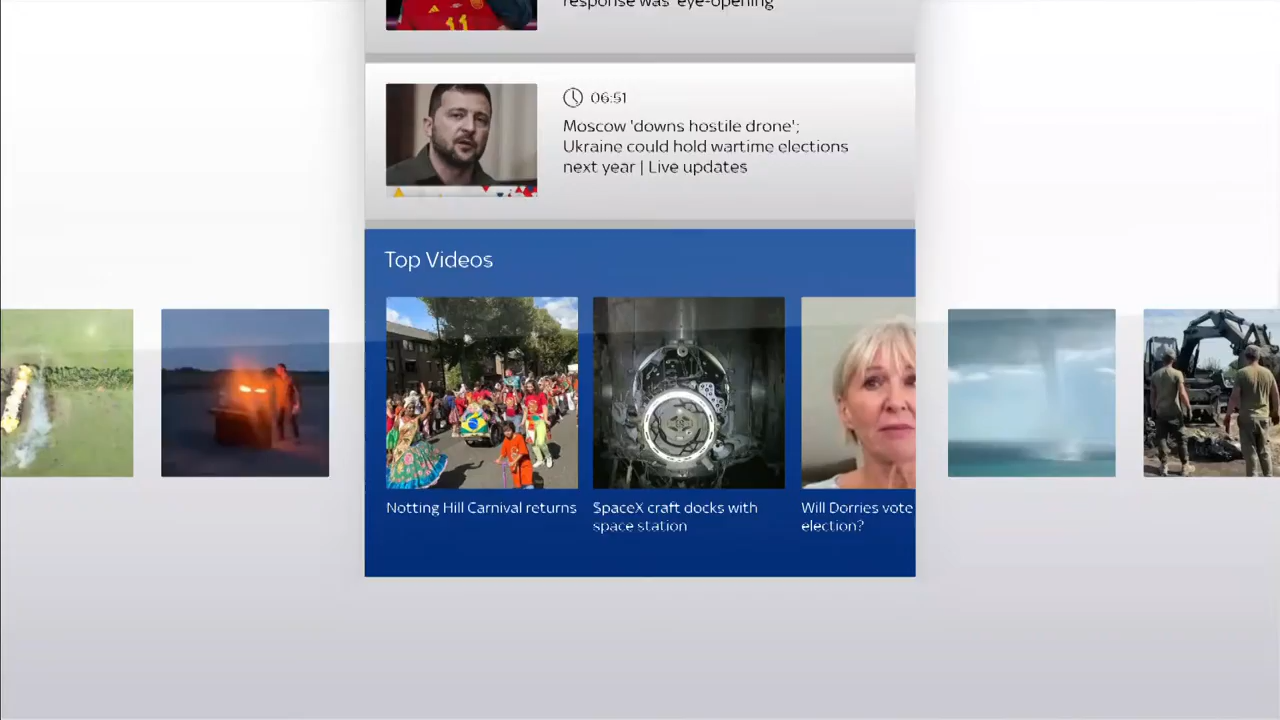 response was 'eye-opening'
11
06:51
Moscow 'downs hostile drone';
Ukraine could hold wartime elections
next year | Live updates
Top Videos
Notting Hill Carnival returns
SpaceX craft docks with
space station
Will Dorries vote
election?